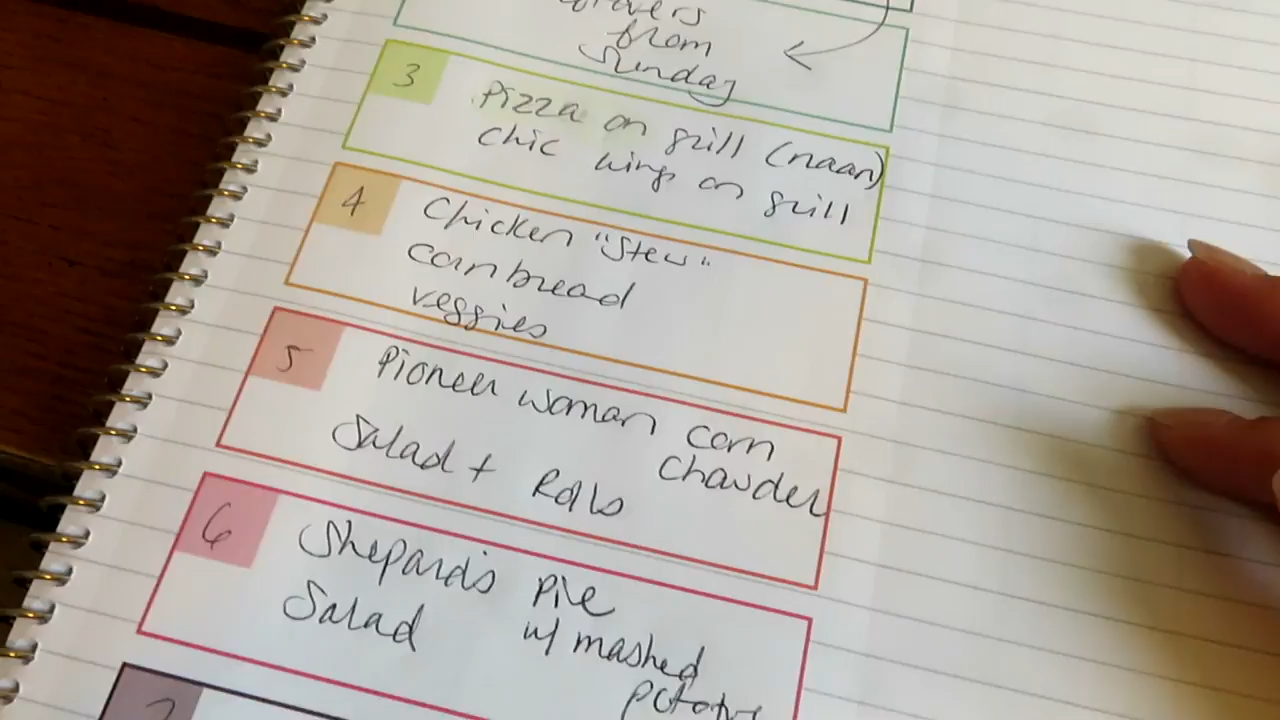 from
Sunday
3
Pizza on grill (naan)
chic wings on grill
4
Chicken "Stew"
cornbread
veggies
5
Pioneer woman corn
chowder
Salad + Rolls
6
Shepard's Pie
Salad
w/ mashed